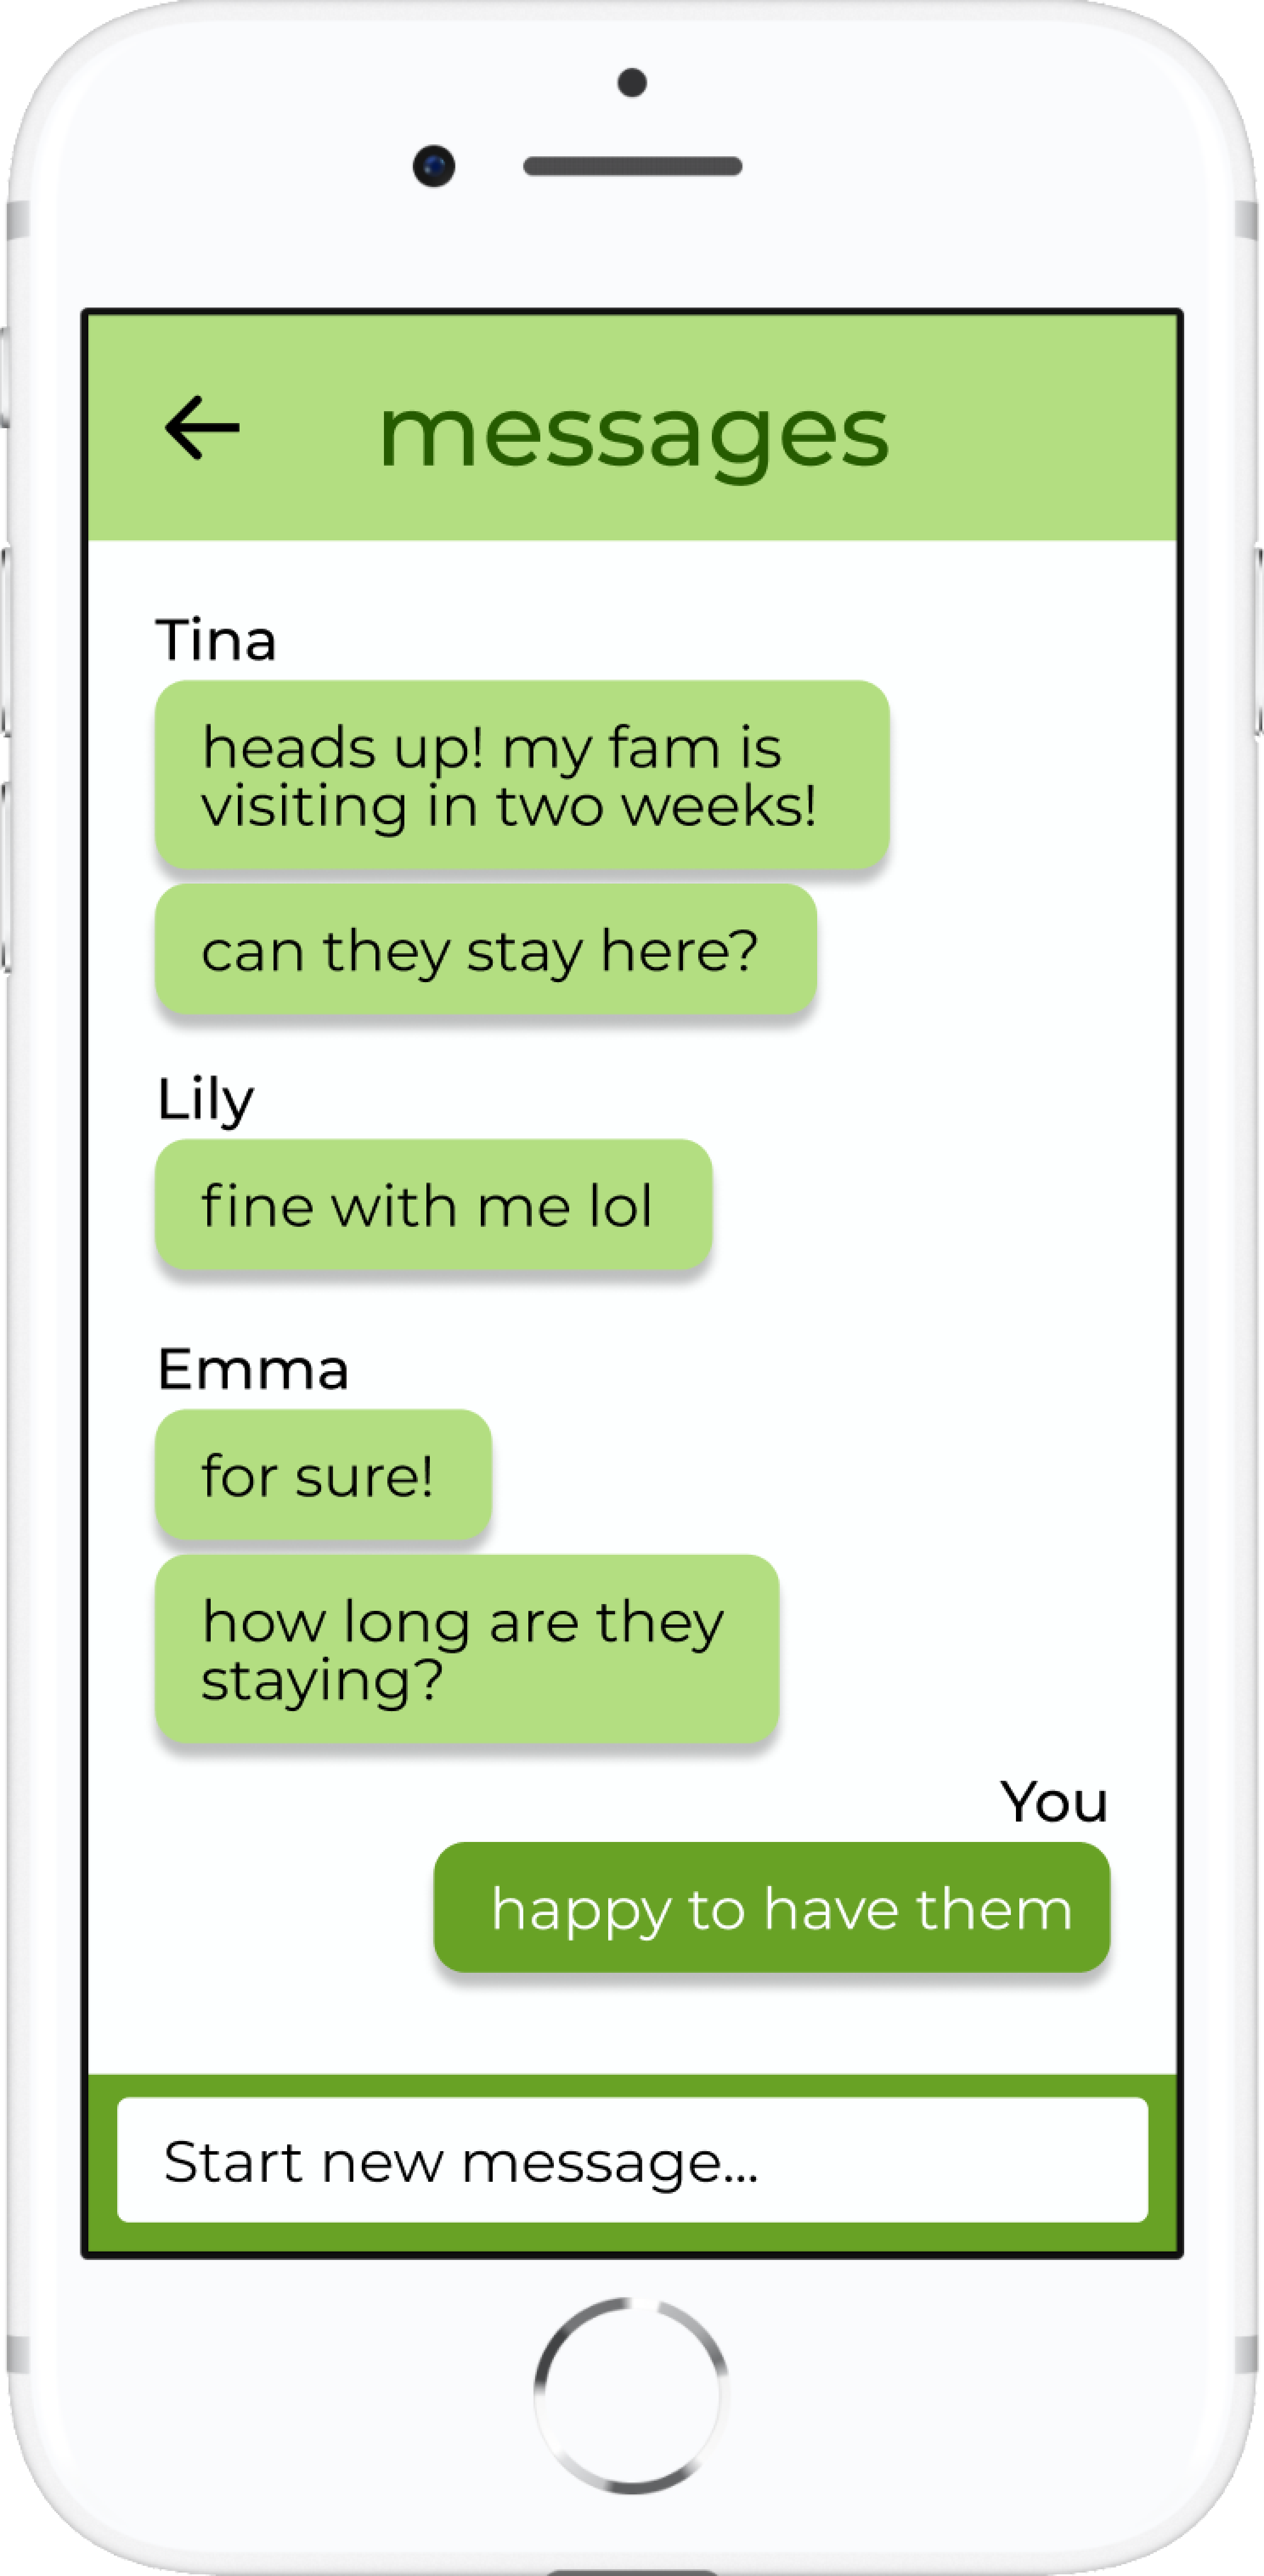 messages
Tina
heads up! my fam is
visiting in two weeks!
can they stay here?
Lily
fine with me lol
Emma
for sure!
how long are they
staying?
You
happy to have them
Start new message...